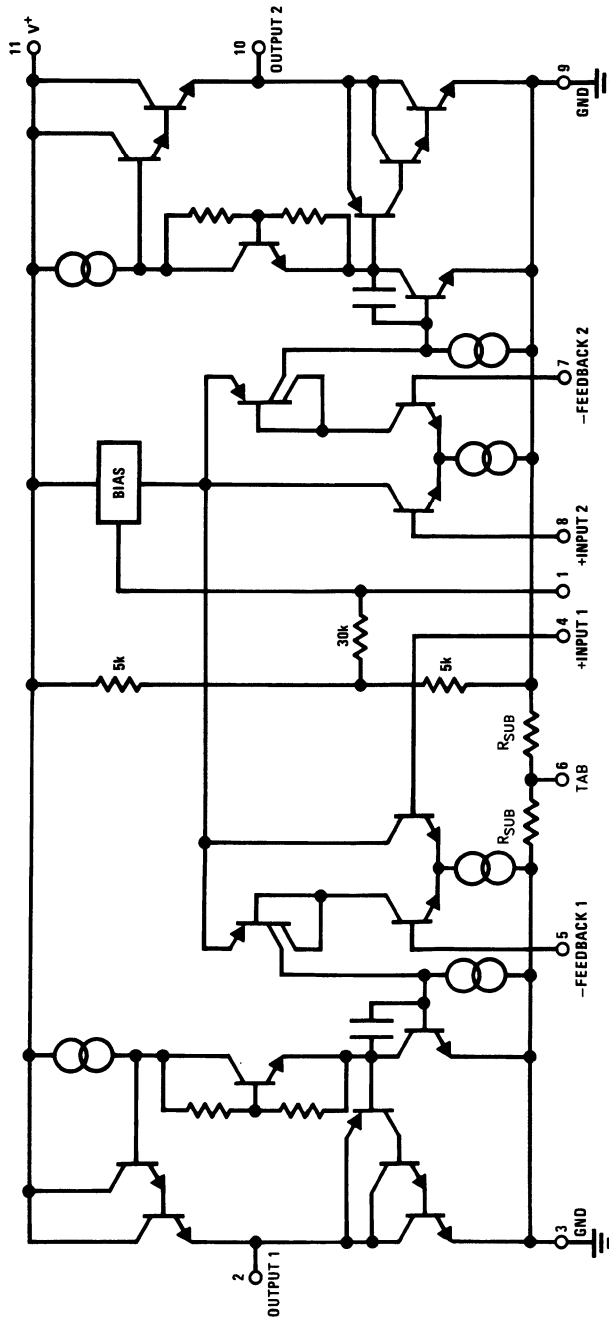 11 V+
10 OUTPUT 2
9 GND
7 −FEEDBACK 2
8 +INPUT 2
1
4 +INPUT 1
6 TAB
5 −FEEDBACK 1
3 GND
2 OUTPUT 1
BIAS
30k
5k
5k
RSUB
RSUB